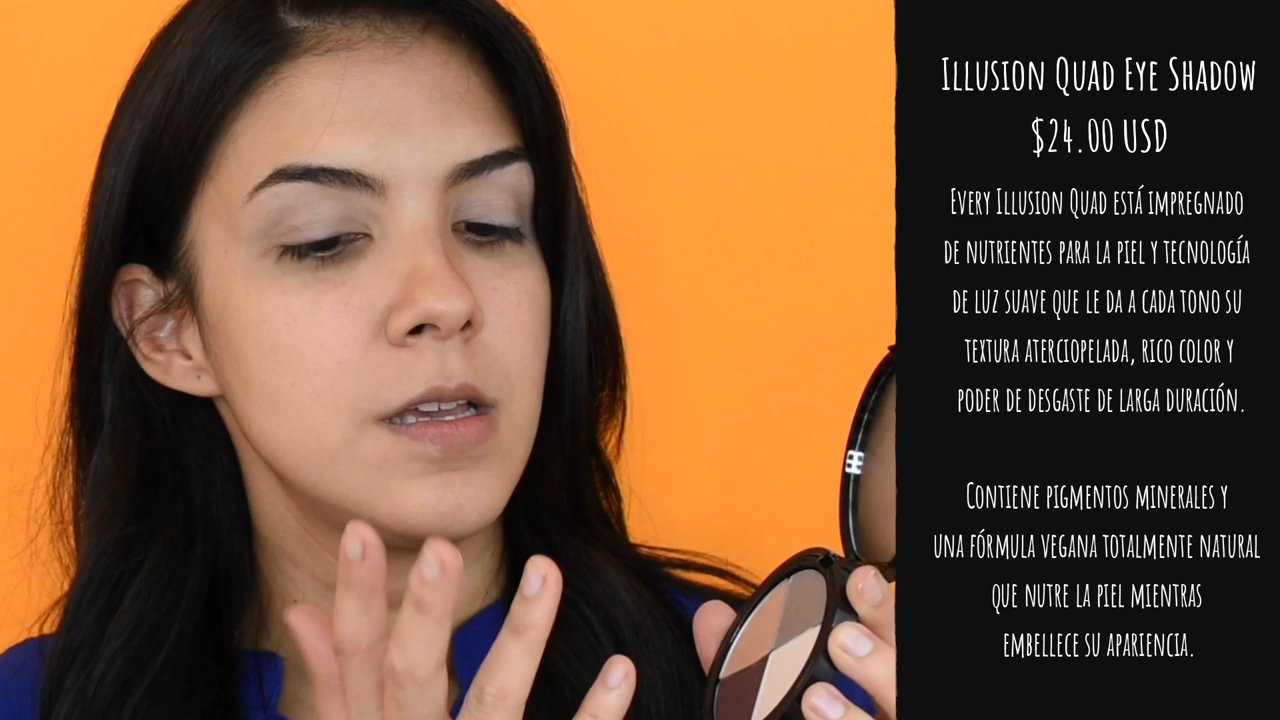 Illusion Quad Eye Shadow
$24.00 USD
Every Illusion Quad está impregnado
de nutrientes para la piel y tecnología
de luz suave que le da a cada tono su
textura aterciopelada, rico color y
poder de desgaste de larga duración.
Contiene pigmentos minerales y
una fórmula vegana totalmente natural
que nutre la piel mientras
embellece su apariencia.